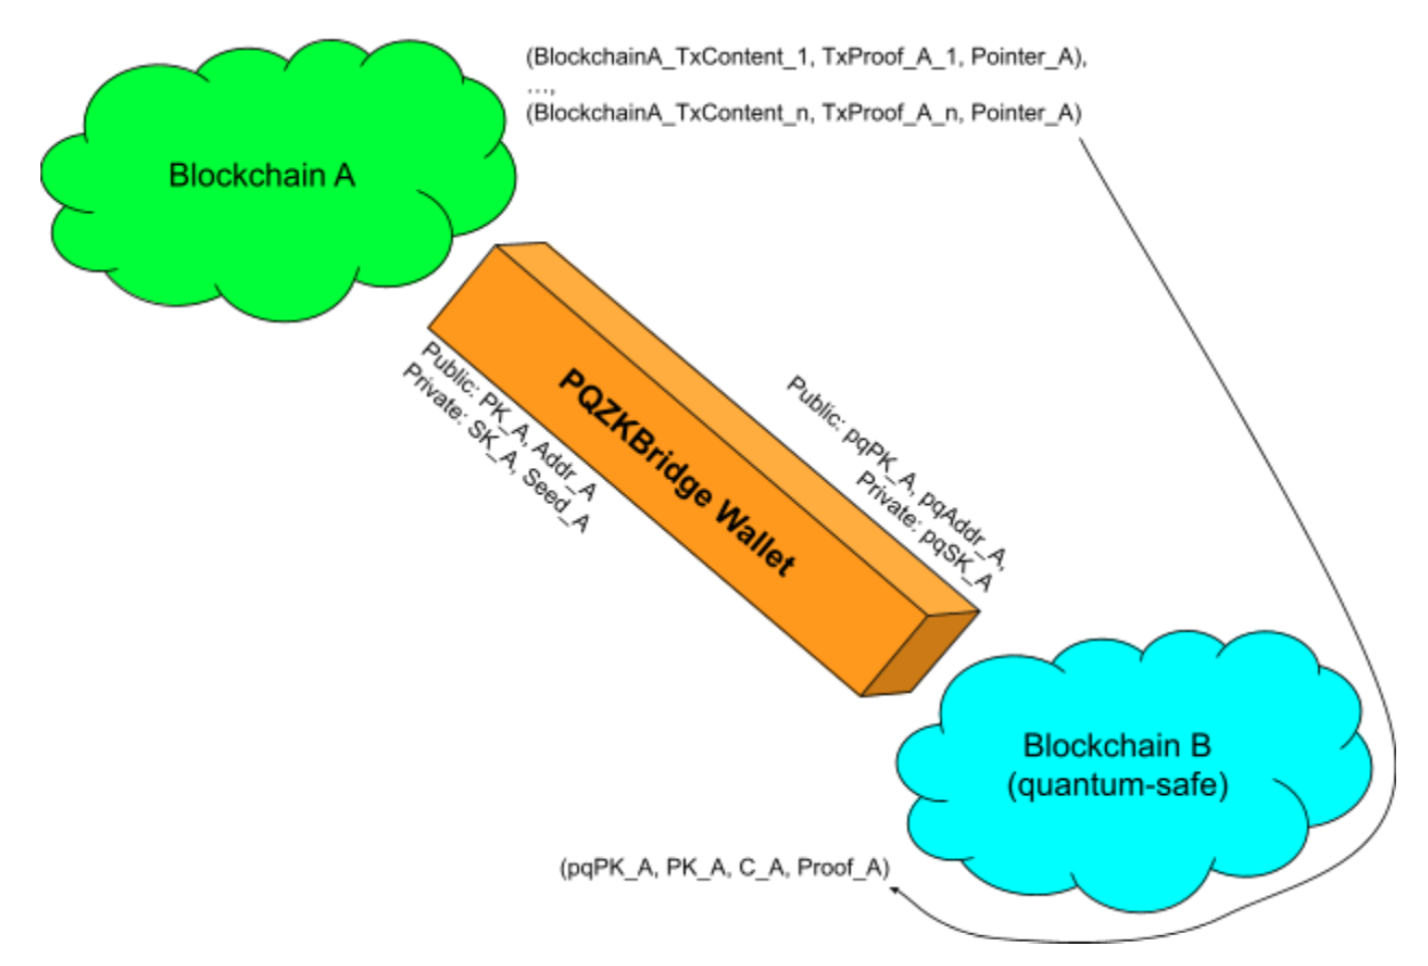 (BlockchainA_TxContent_1, TxProof_A_1, Pointer_A),
...,
(BlockchainA_TxContent_n, TxProof_A_n, Pointer_A)
Blockchain A
Public: PK_A, Addr_A
Private: SK_A, Seed_A
PQZKBridge Wallet
Public: pqPK_A, pqAddr_A,
Private: pqSK_A
Blockchain B
(quantum-safe)
(pqPK_A, PK_A, C_A, Proof_A)